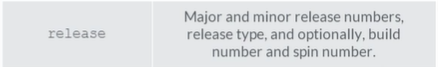 release
Major and minor release numbers,
release type, and optionally, build
number and spin number.